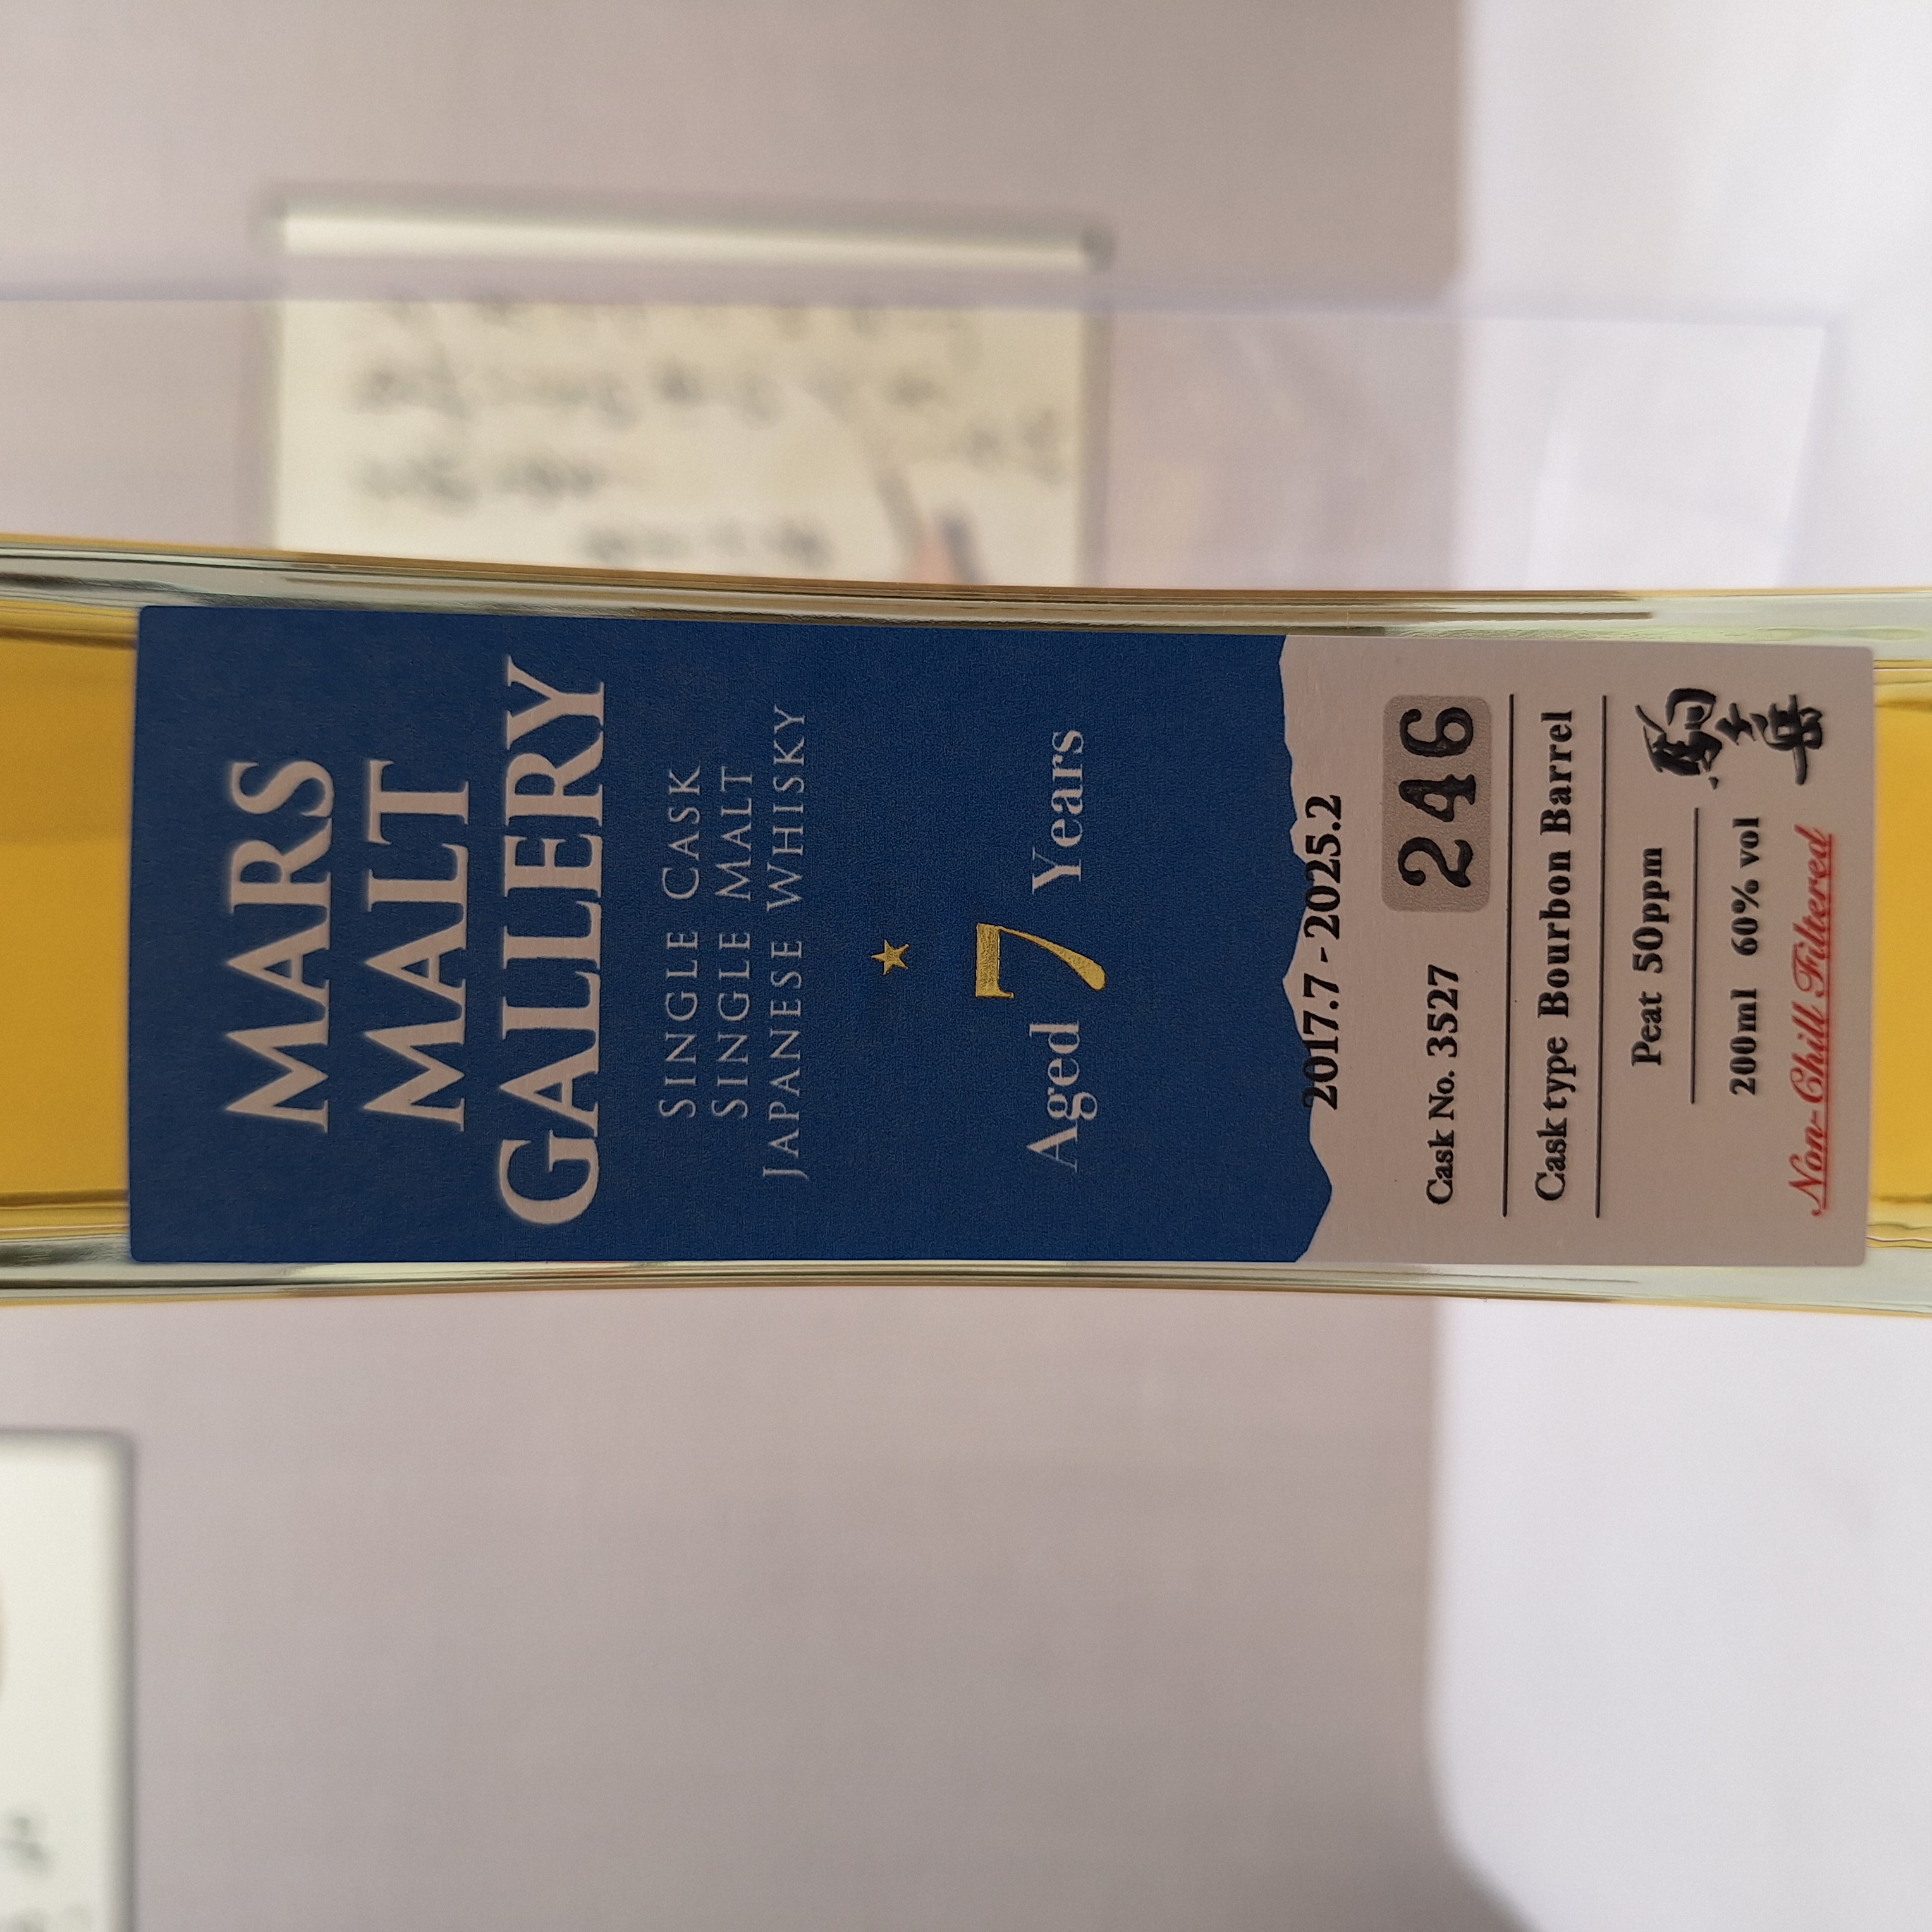 MARS
MALT
GALLERY
SINGLE CASK
SINGLE MALT
JAPANESE WHISKY
Aged 7 Years
2017.7 - 2025.2
Cask No. 3527 246
Cask type Bourbon Barrel
Peat 50ppm
200ml 60% vol
駒ヶ岳
Non-Chill Filtered